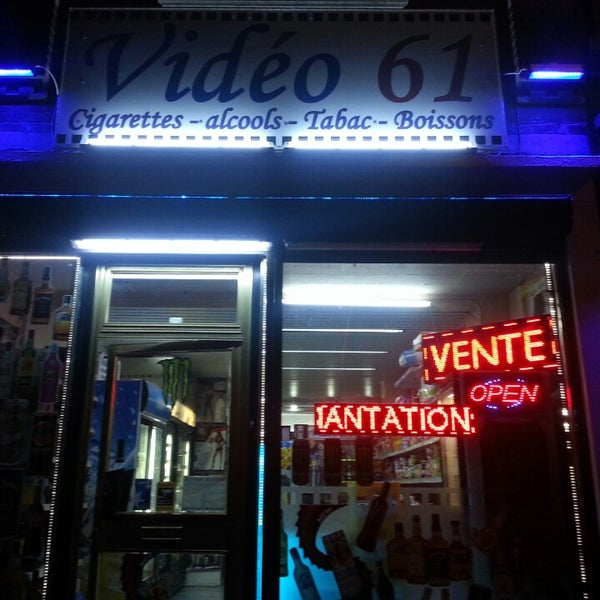 Vidéo 61
Cigarettes - alcools - Tabac - Boissons
VENTE
OPEN
IANTATION